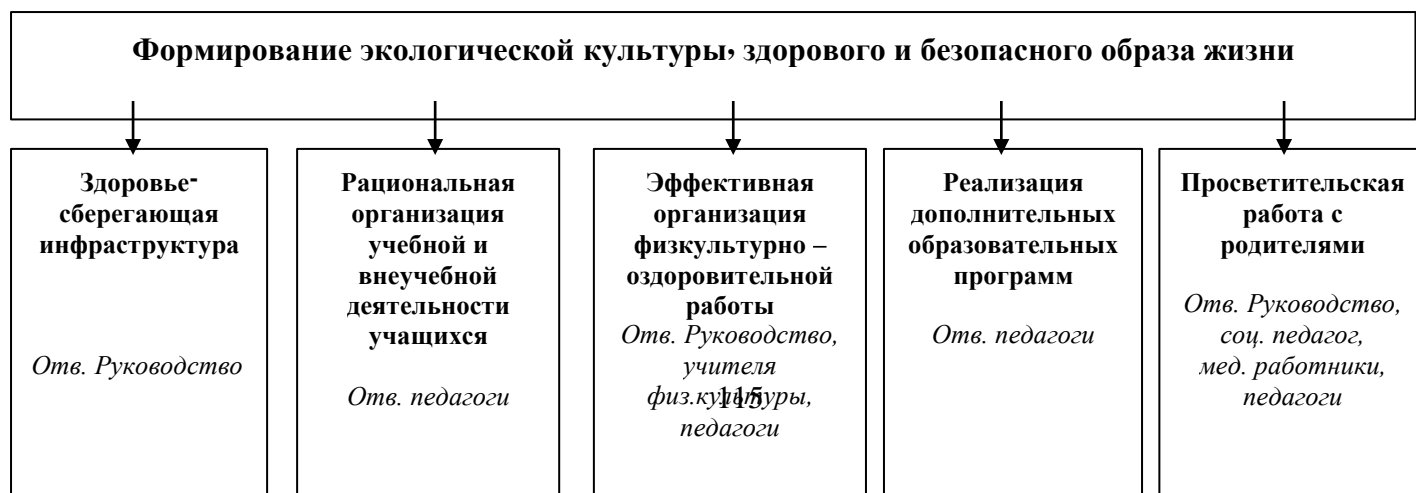 Формирование экологической культуры, здорового и безопасного образа жизни
Здоровье-
сберегающая
инфраструктура
Отв. Руководство
Рациональная
организация
учебной и
внеучебной
деятельности
учащихся
Отв. педагоги
Эффективная
организация
физкультурно –
оздоровительной
работы
Отв. Руководство,
учителя
физ.культуры,
педагоги
115
Реализация
дополнительных
образовательных
программ
Отв. педагоги
Просветительская
работа с
родителями
Отв. Руководство,
соц. педагог,
мед. работники,
педагоги